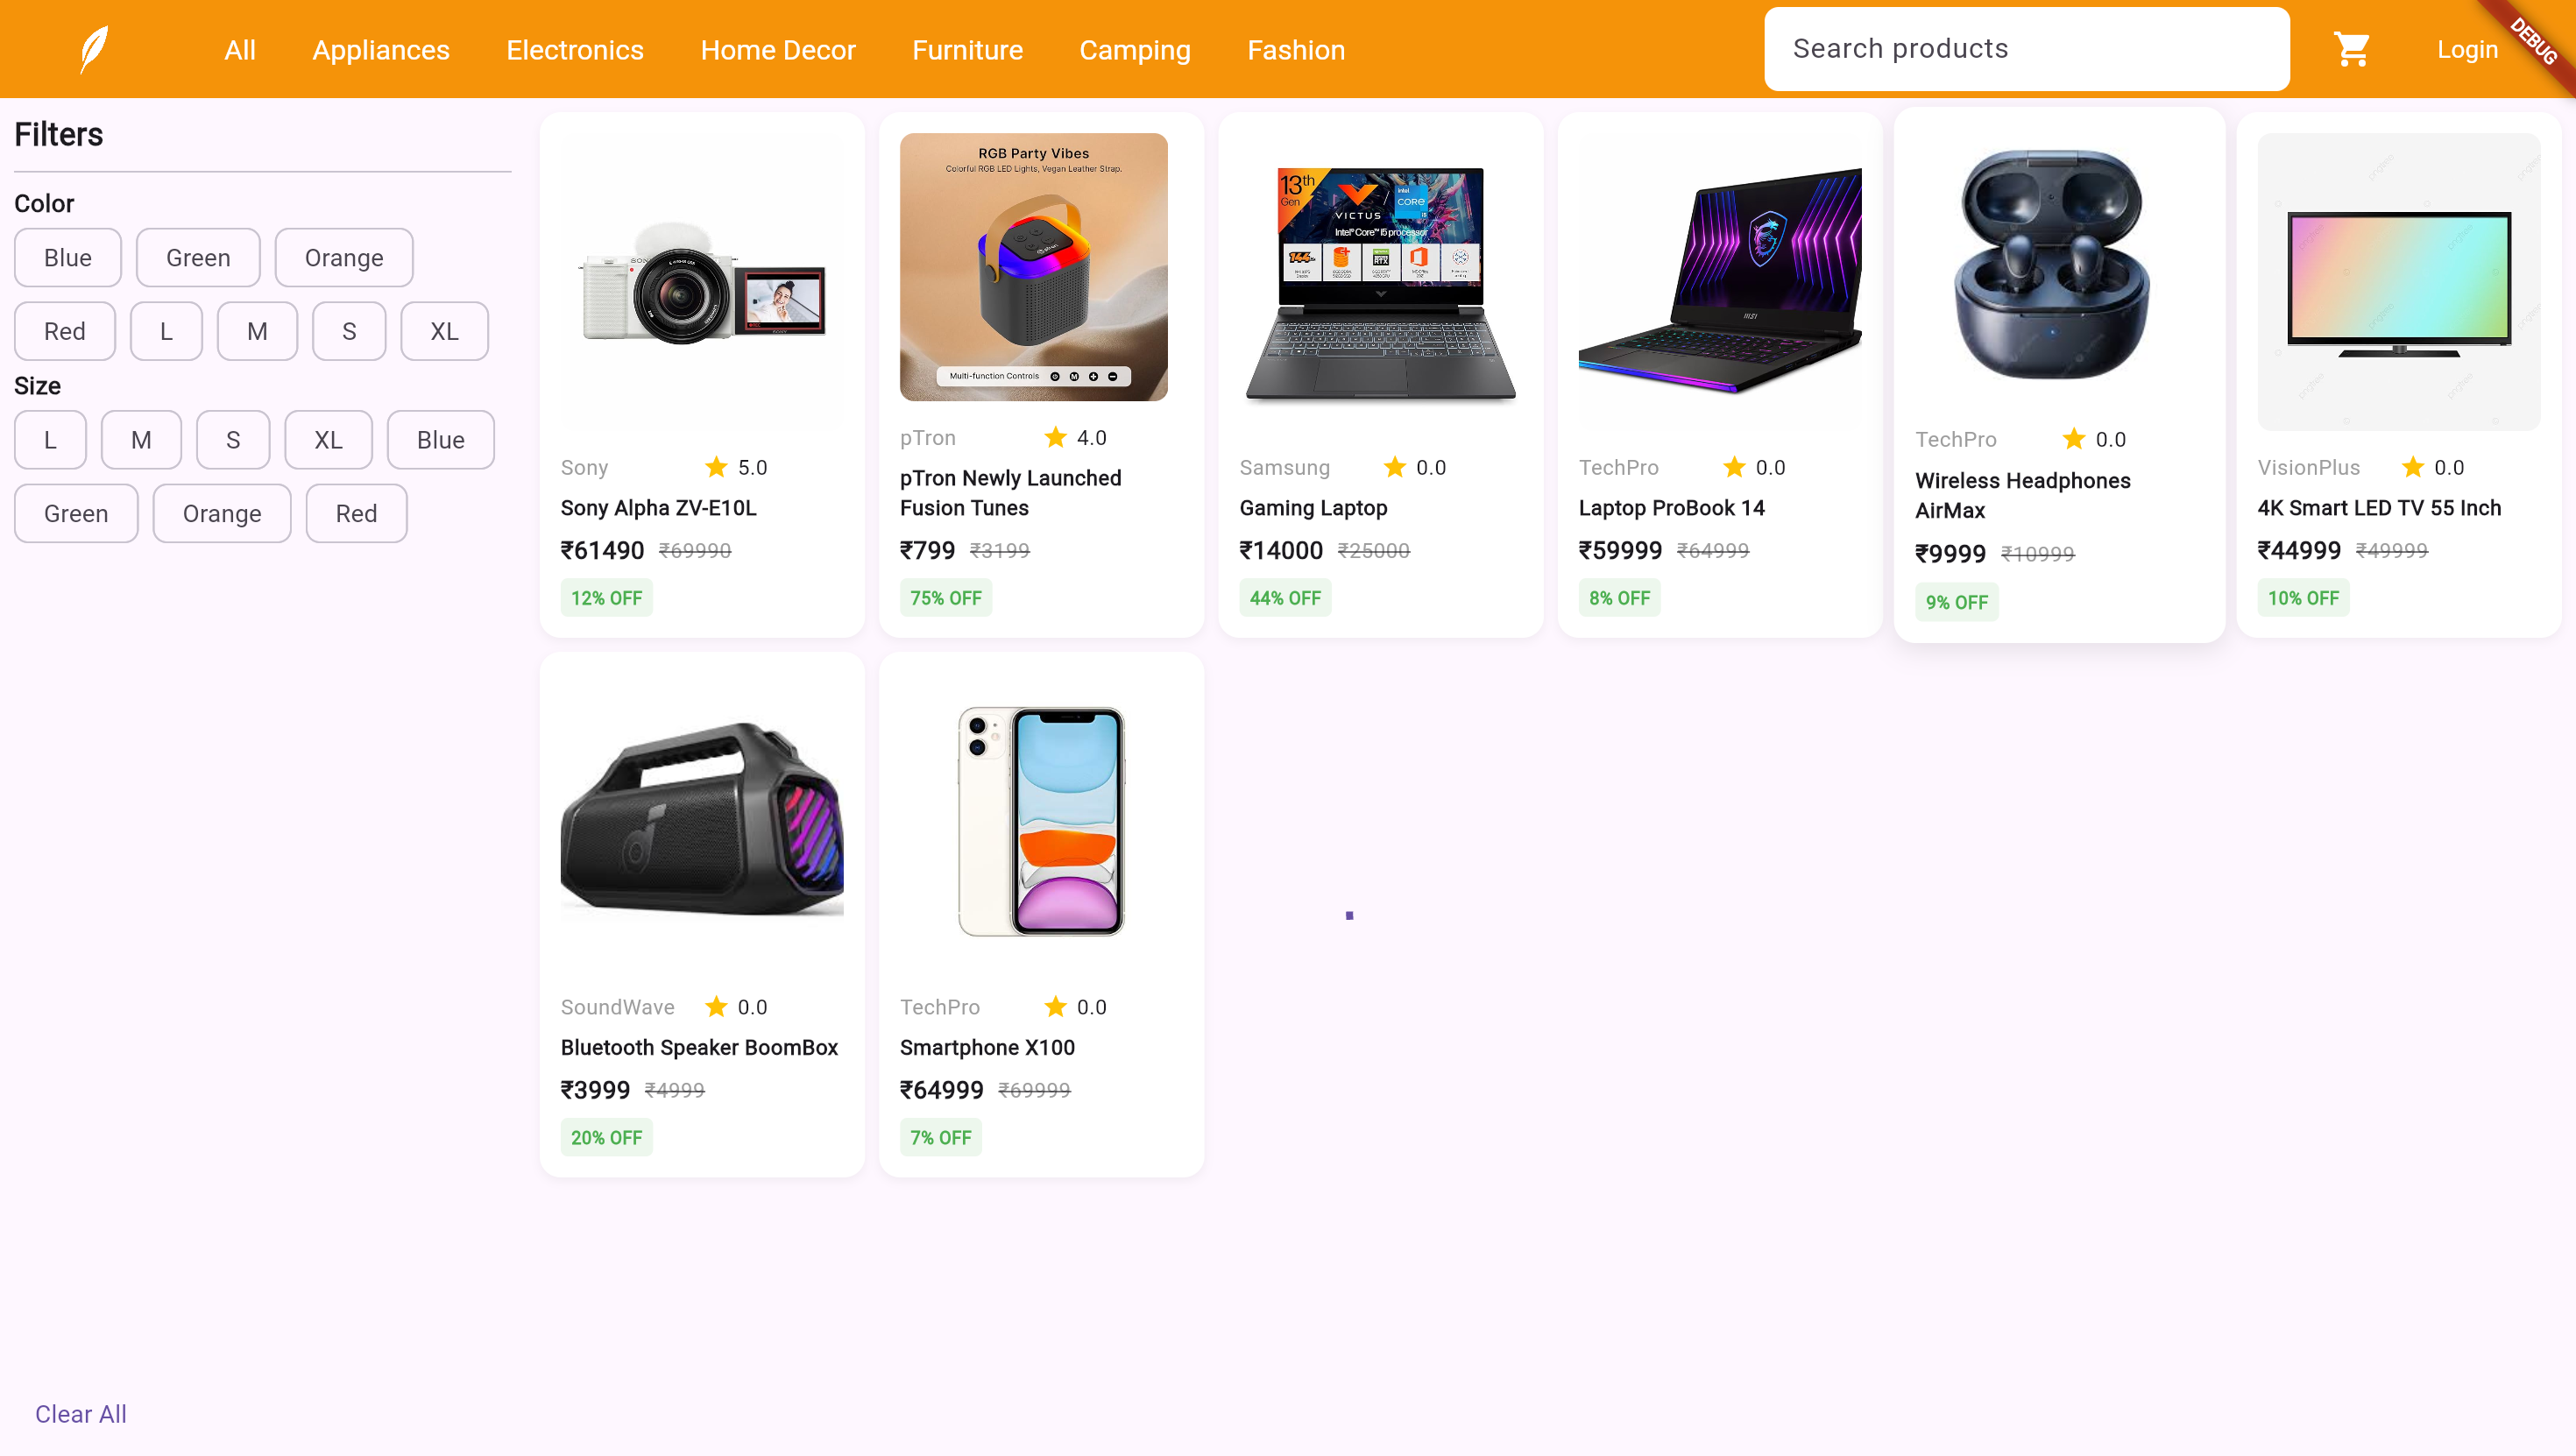 All
Appliances
Electronics
Home Decor
Furniture
Camping
Fashion
Search products
Login
DEBUG
Filters
Color
Blue
Green
Orange
Red
L
M
S
XL
Size
L
M
S
XL
Blue
Green
Orange
Red
Clear All
SONY
Sony
5.0
Sony Alpha ZV-E10L
₹61490 ₹69990
12% OFF
RGB Party Vibes
Colorful RGB LED Lights, Vegan Leather Strap.
Multi-function Controls
pTron
4.0
pTron Newly Launched
Fusion Tunes
₹799 ₹3199
75% OFF
13th
Gen
VICTUS
intel
CORE
i5
Intel® Core™ i5 processor
Samsung
0.0
Gaming Laptop
₹14000 ₹25000
44% OFF
msi
TechPro
0.0
Laptop ProBook 14
₹59999 ₹64999
8% OFF
TechPro
0.0
Wireless Headphones
AirMax
₹9999 ₹10999
9% OFF
VisionPlus
0.0
4K Smart LED TV 55 Inch
₹44999 ₹49999
10% OFF
SoundWave
0.0
Bluetooth Speaker BoomBox
₹3999 ₹4999
20% OFF
TechPro
0.0
Smartphone X100
₹64999 ₹69999
7% OFF